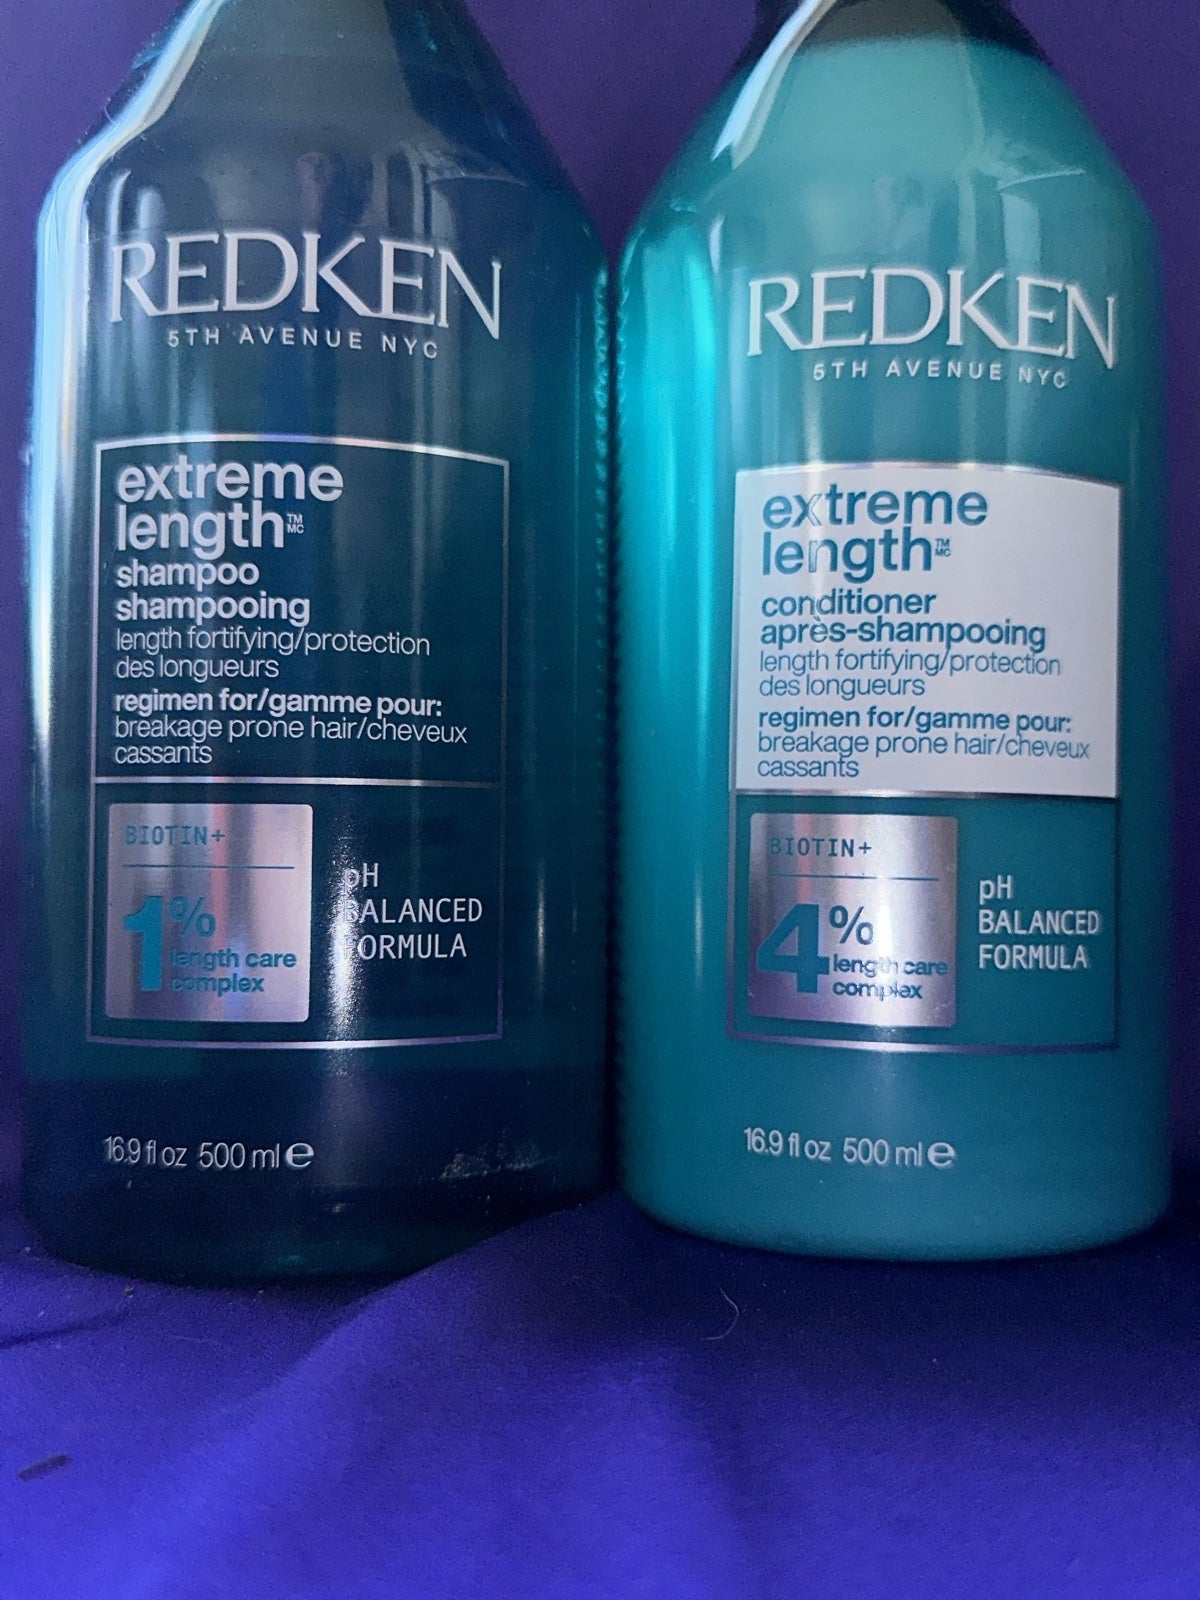 REDKEN
5TH AVENUE NYC
extreme
length™MC
shampoo
shampooing
length fortifying/protection
des longueurs
regimen for/gamme pour:
breakage prone hair/cheveux
cassants
BIOTIN+
1%
length care
complex
pH
BALANCED
FORMULA
16.9 fl oz 500 ml e
REDKEN
5TH AVENUE NYC
extreme
length™MC
conditioner
après-shampooing
length fortifying/protection
des longueurs
regimen for/gamme pour:
breakage prone hair/cheveux
cassants
BIOTIN+
4%
length care
complex
pH
BALANCED
FORMULA
16.9 fl oz 500 ml e